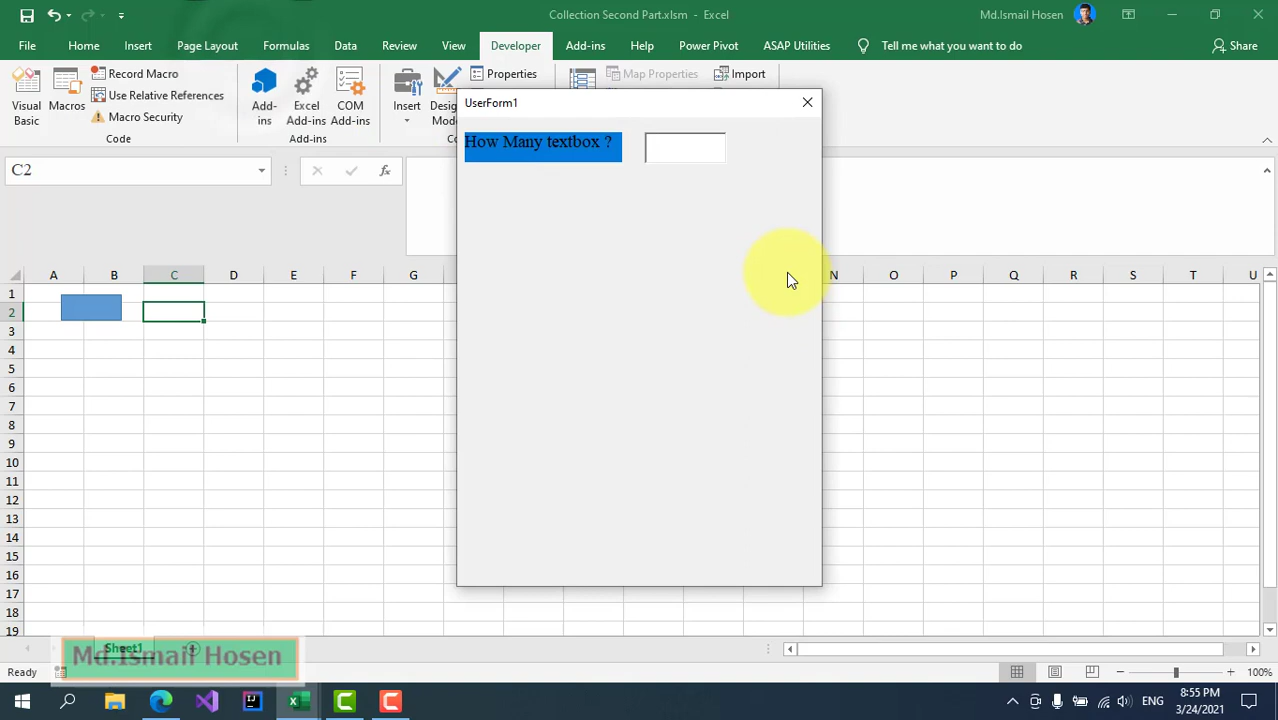 Collection Second Part.xlsm - Excel
Md.Ismail Hosen
File Home Insert Page Layout Formulas Data Review View Developer Add-ins Help Power Pivot ASAP Utilities Tell me what you want to do Share
Visual Basic
Macros
Record Macro
Use Relative References
Macro Security
Code
Add-ins
Excel Add-ins
COM Add-ins
Add-ins
Insert
Properties
Map Properties
Import
C2
fx
UserForm1
How Many textbox ?
A B C D E F G N O P Q R S T U
1
2
3
4
5
6
7
8
9
10
11
12
13
14
15
16
17
18
19
Sheet1
Md.Ismail Hosen
Ready
100%
ENG
8:55 PM
3/24/2021